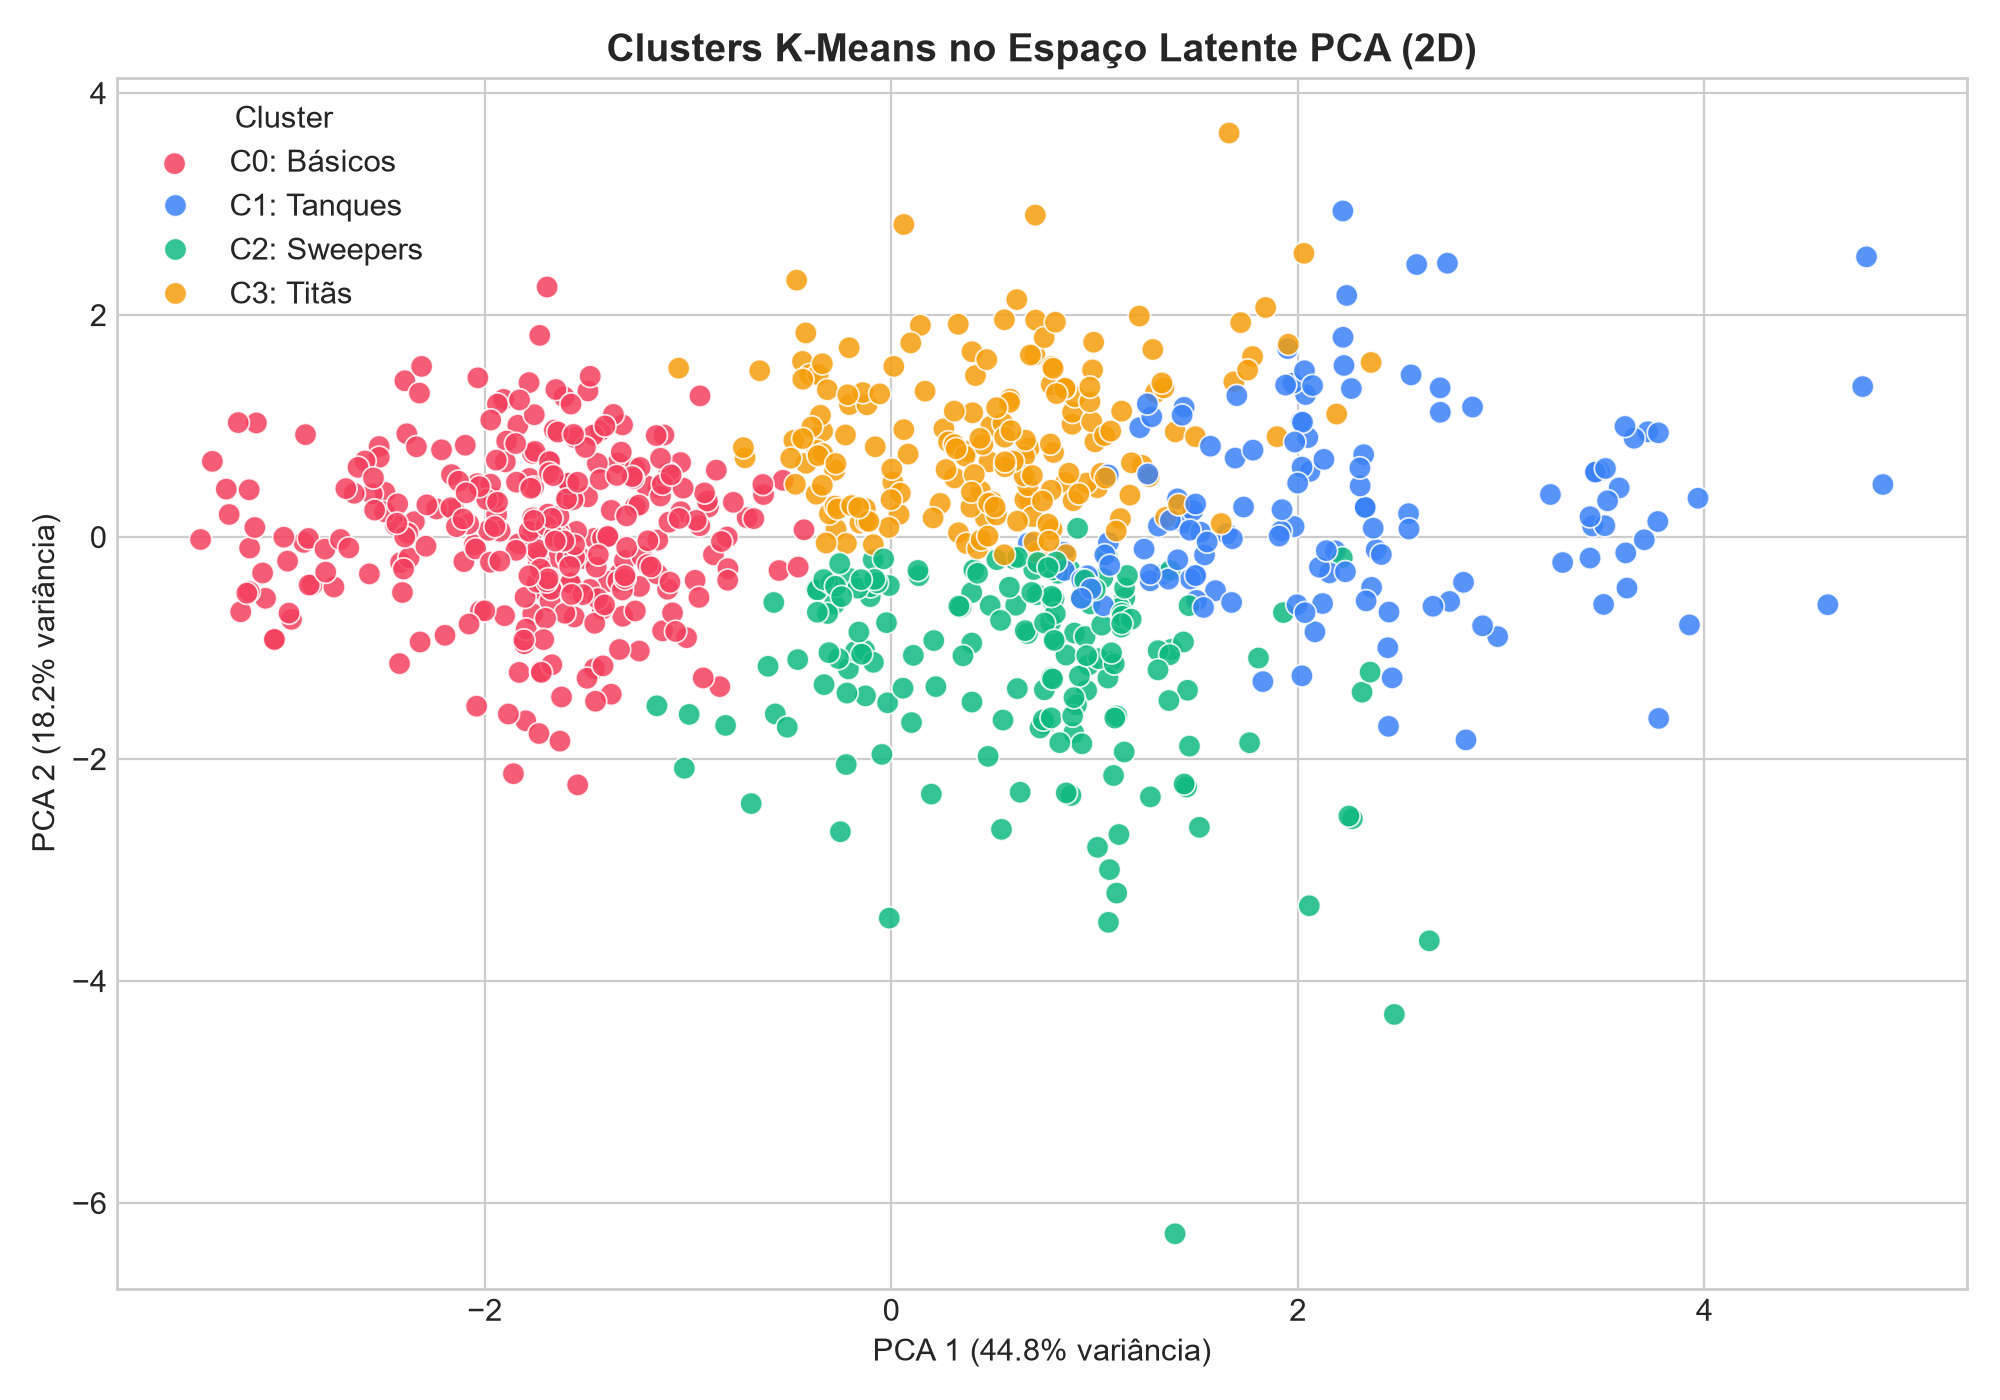 Clusters K-Means no Espaço Latente PCA (2D)
Cluster
C0: Básicos
C1: Tanques
C2: Sweepers
C3: Titãs
4
2
0
−2
−4
−6
PCA 2 (18.2% variância)
−2
0
2
4
PCA 1 (44.8% variância)